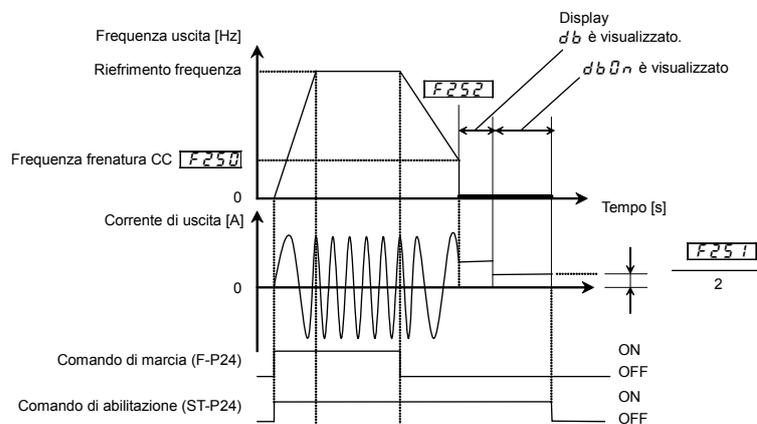 Display
db è visualizzato.
Frequenza uscita [Hz]
Riefrimento frequenza
F252
dbOn è visualizzato
Frequenza frenatura CC F250
0
Tempo [s]
Corrente di uscita [A]
F251
2
0
Comando di marcia (F-P24)
ON
OFF
Comando di abilitazione (ST-P24)
ON
OFF